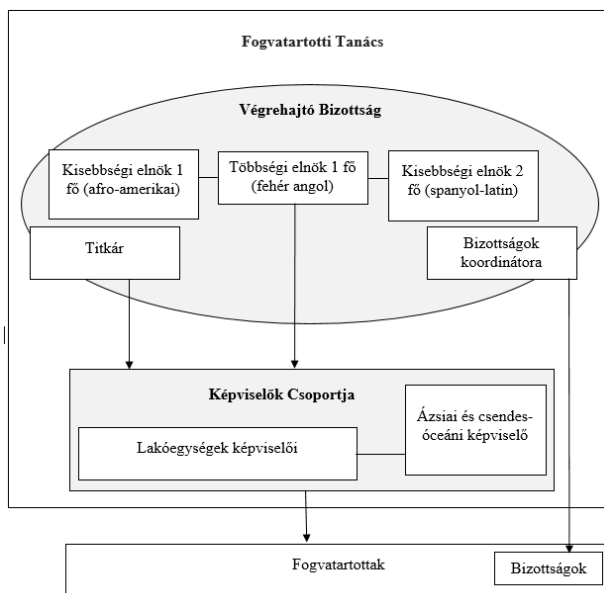 Fogvatartotti Tanács
Végrehajtó Bizottság
Kisebbségi elnök 1
fő (afro-amerikai)
Többségi elnök 1 fő
(fehér angol)
Kisebbségi elnök 2
fő (spanyol-latin)
Titkár
Bizottságok
koordinátora
Képviselők Csoportja
Lakóegységek képviselői
Ázsiai és csendes-
óceáni képviselő
Fogvatartottak
Bizottságok